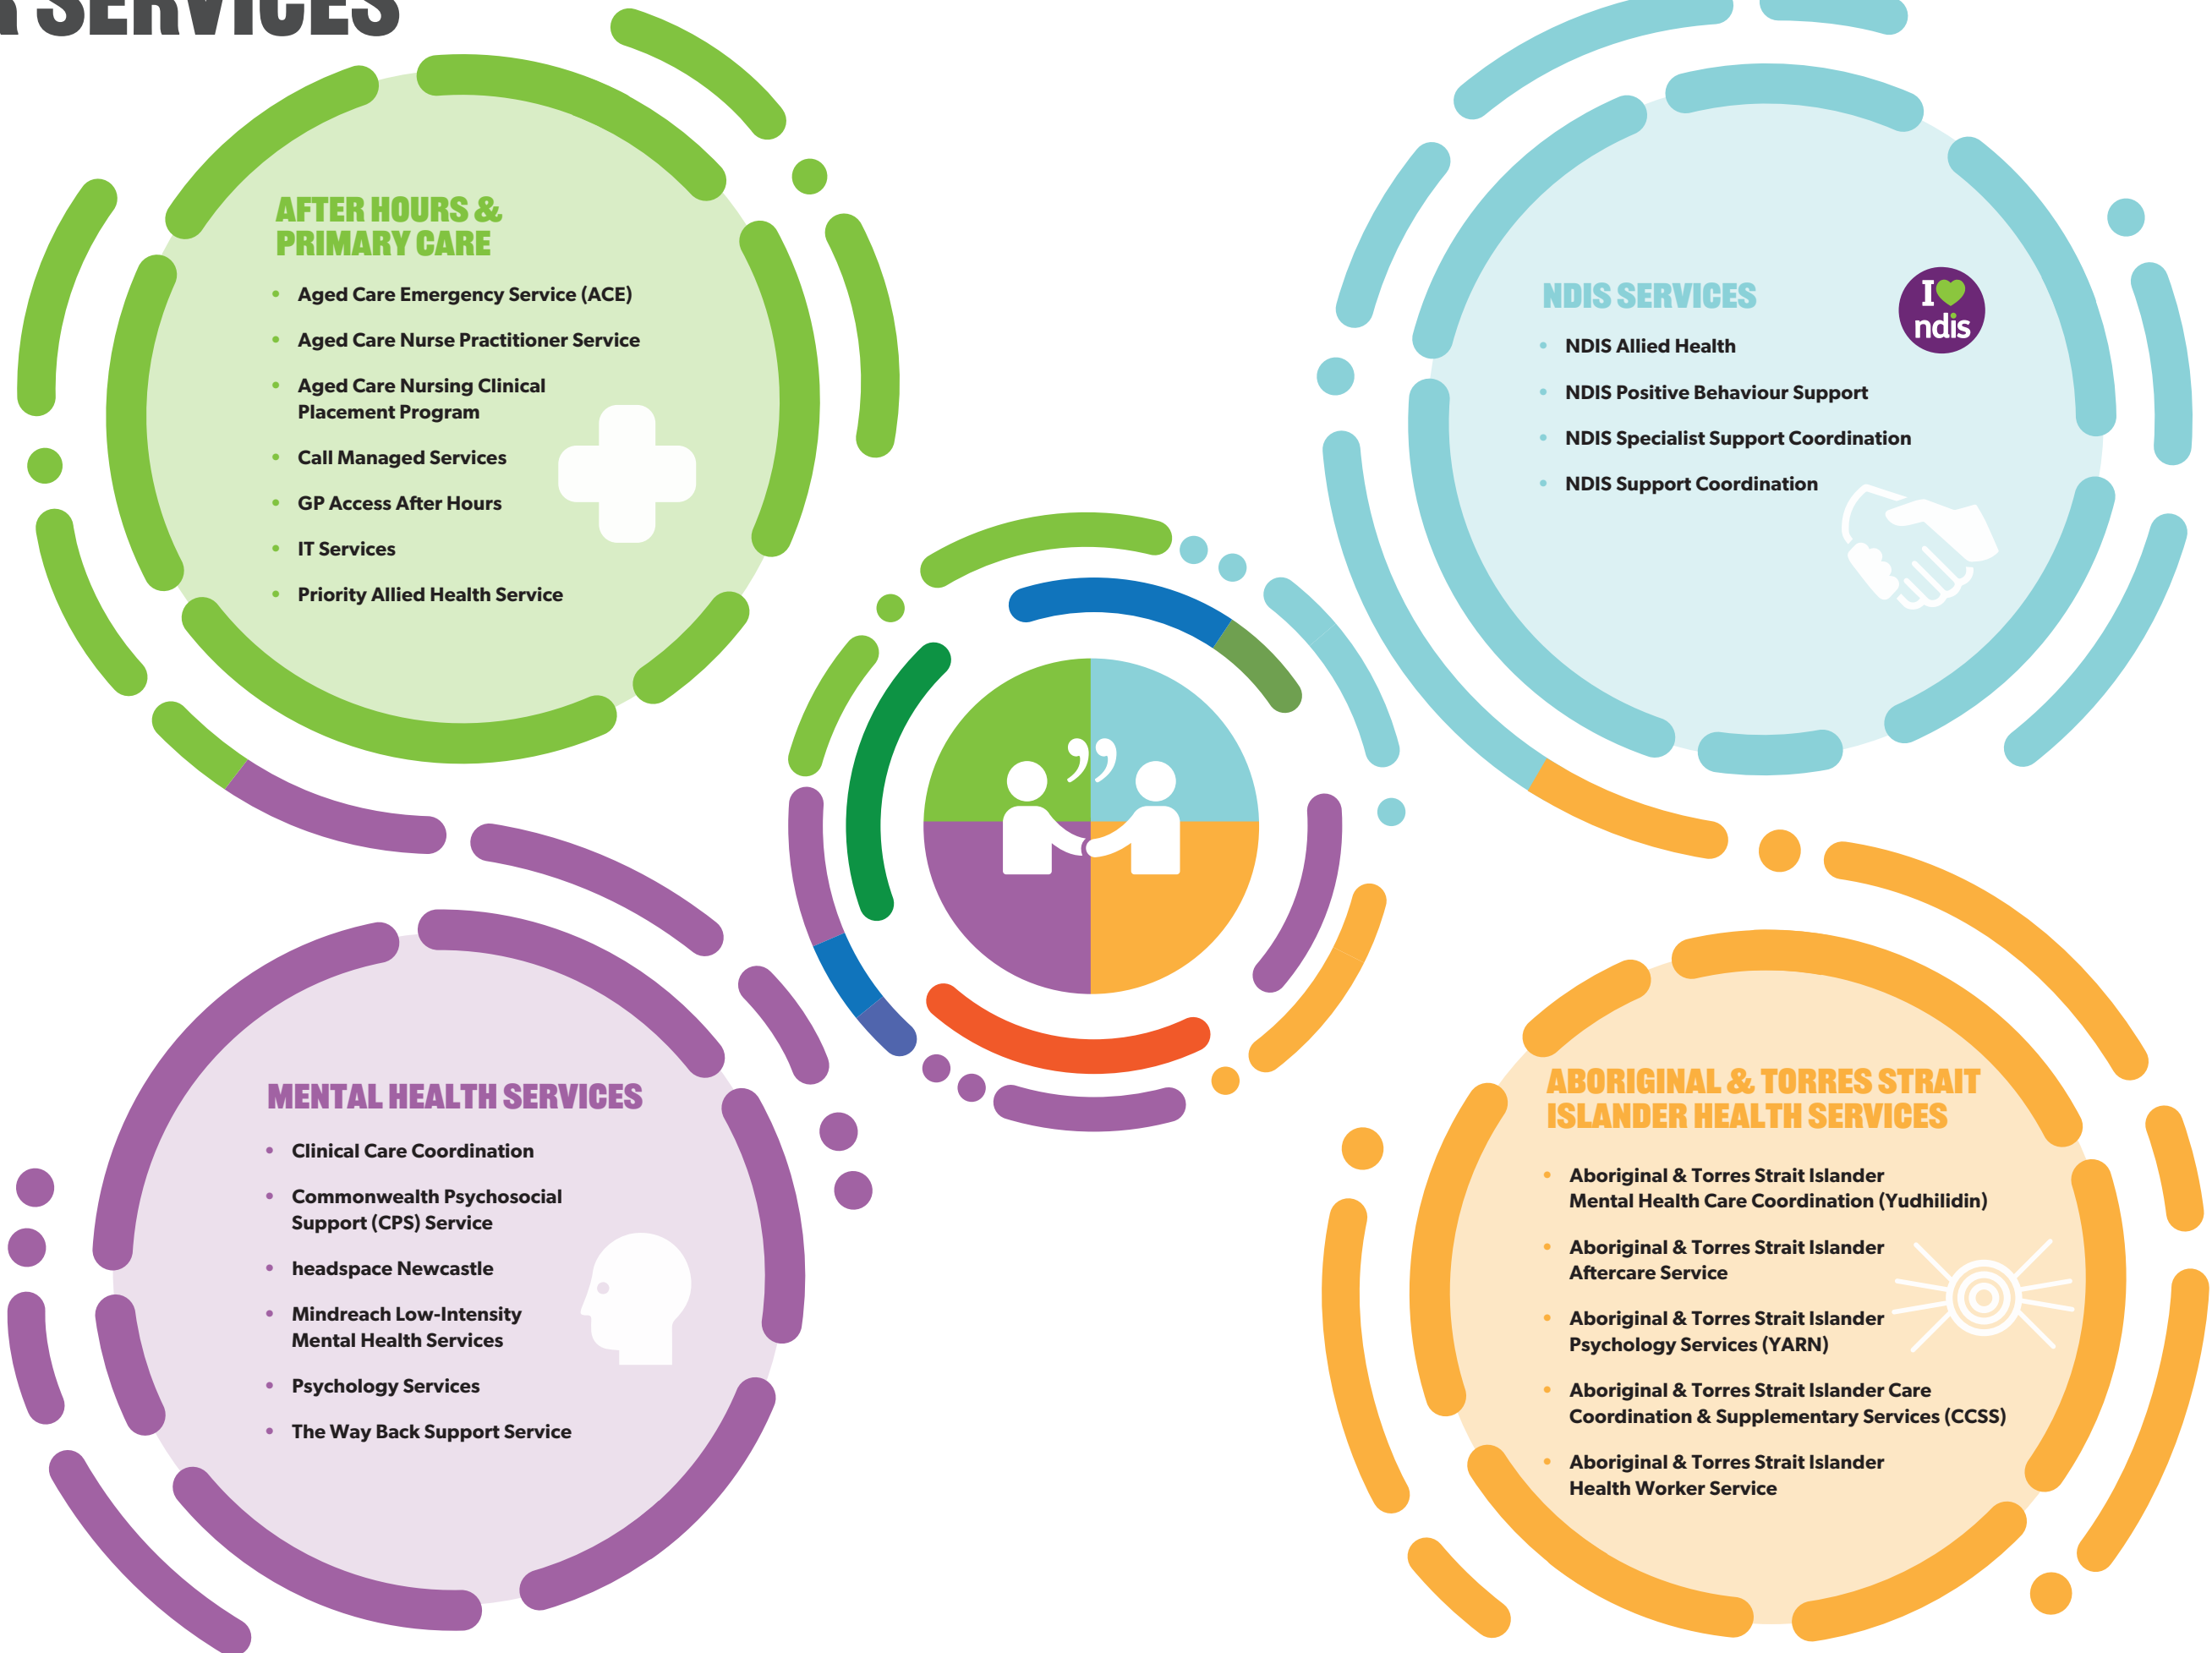 SERVICES
AFTER HOURS &
PRIMARY CARE
• Aged Care Emergency Service (ACE)
• Aged Care Nurse Practitioner Service
• Aged Care Nursing Clinical
Placement Program
• Call Managed Services
• GP Access After Hours
• IT Services
• Priority Allied Health Service
NDIS SERVICES
• NDIS Allied Health
• NDIS Positive Behaviour Support
• NDIS Specialist Support Coordination
• NDIS Support Coordination
I
ndis
MENTAL HEALTH SERVICES
• Clinical Care Coordination
• Commonwealth Psychosocial
Support (CPS) Service
• headspace Newcastle
• Mindreach Low-Intensity
Mental Health Services
• Psychology Services
• The Way Back Support Service
ABORIGINAL & TORRES STRAIT
ISLANDER HEALTH SERVICES
• Aboriginal & Torres Strait Islander
Mental Health Care Coordination (Yudhilidin)
• Aboriginal & Torres Strait Islander
Aftercare Service
• Aboriginal & Torres Strait Islander
Psychology Services (YARN)
• Aboriginal & Torres Strait Islander Care
Coordination & Supplementary Services (CCSS)
• Aboriginal & Torres Strait Islander
Health Worker Service